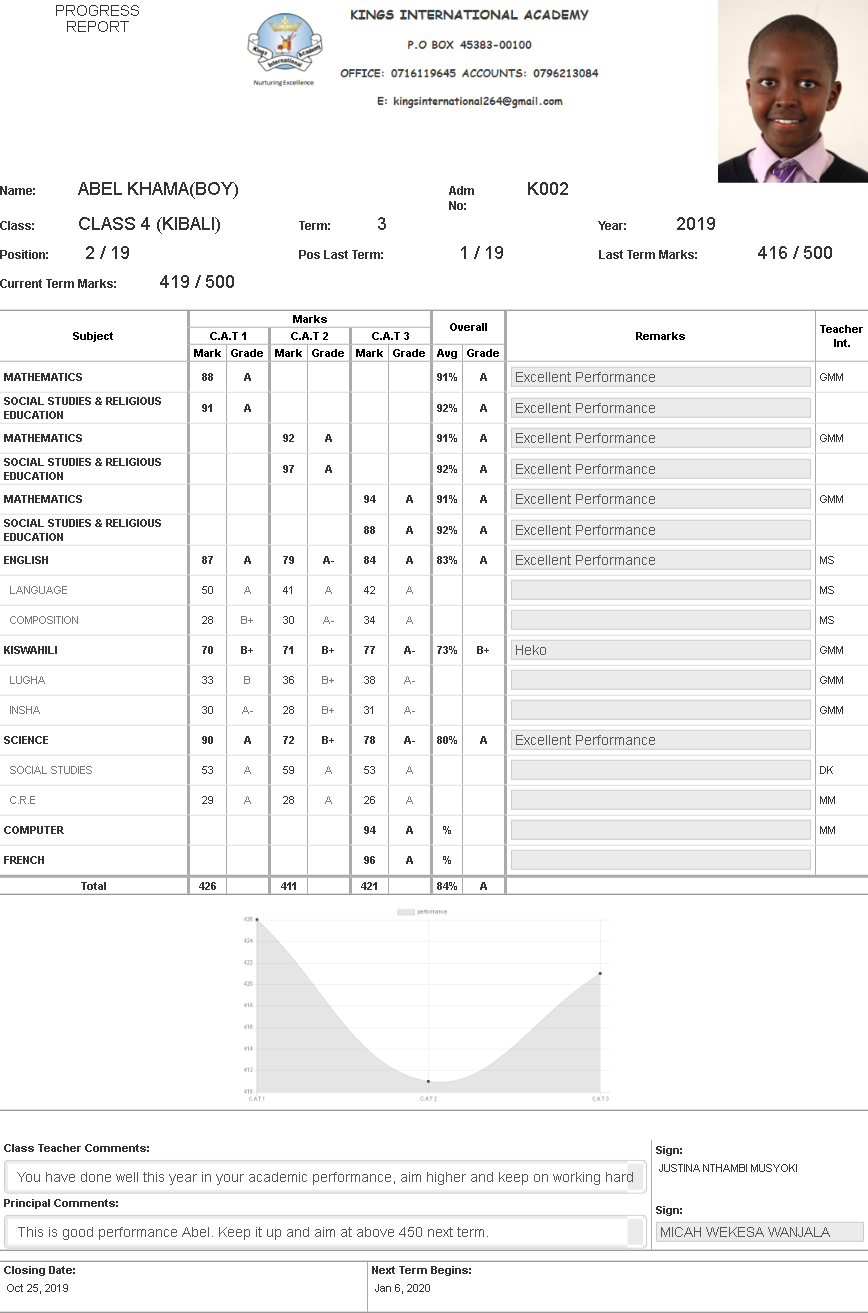 PROGRESS
REPORT
KINGS INTERNATIONAL ACADEMY
P.O BOX 45383-00100
OFFICE: 0716119645 ACCOUNTS: 0796213084
E: kingsinternational264@gmail.com
Kings Academy
International
Nurturing Excellence
Name: ABEL KHAMA(BOY) Adm No: K002
Class: CLASS 4 (KIBALI) Term: 3 Year: 2019
Position: 2 / 19 Pos Last Term: 1 / 19 Last Term Marks: 416 / 500
Current Term Marks: 419 / 500
Subject Marks Overall Remarks Teacher Int.
C.A.T 1 C.A.T 2 C.A.T 3
Mark Grade Mark Grade Mark Grade Avg Grade
MATHEMATICS 88 A 91% A Excellent Performance GMM
SOCIAL STUDIES & RELIGIOUS
EDUCATION 91 A 92% A Excellent Performance
MATHEMATICS 92 A 91% A Excellent Performance GMM
SOCIAL STUDIES & RELIGIOUS
EDUCATION 97 A 92% A Excellent Performance
MATHEMATICS 94 A 91% A Excellent Performance GMM
SOCIAL STUDIES & RELIGIOUS
EDUCATION 88 A 92% A Excellent Performance
ENGLISH 87 A 79 A- 84 A 83% A Excellent Performance MS
LANGUAGE 50 A 41 A 42 A MS
COMPOSITION 28 B+ 30 A- 34 A MS
KISWAHILI 70 B+ 71 B+ 77 A- 73% B+ Heko GMM
LUGHA 33 B 36 B+ 38 A- GMM
INSHA 30 A- 28 B+ 31 A- GMM
SCIENCE 90 A 72 B+ 78 A- 80% A Excellent Performance
SOCIAL STUDIES 53 A 59 A 53 A DK
C.R.E 29 A 28 A 26 A MM
COMPUTER 94 A % MM
FRENCH 96 A %
Total 426 411 421 84% A
performance
426
424
422
420
418
416
414
412
410
CAT1 CAT2 CAT3
Class Teacher Comments:
You have done well this year in your academic performance, aim higher and keep on working hard
Sign:
JUSTINA NTHAMBI MUSYOKI
Principal Comments:
This is good performance Abel. Keep it up and aim at above 450 next term.
Sign:
MICAH WEKESA WANJALA
Closing Date: Next Term Begins:
Oct 25, 2019 Jan 6, 2020